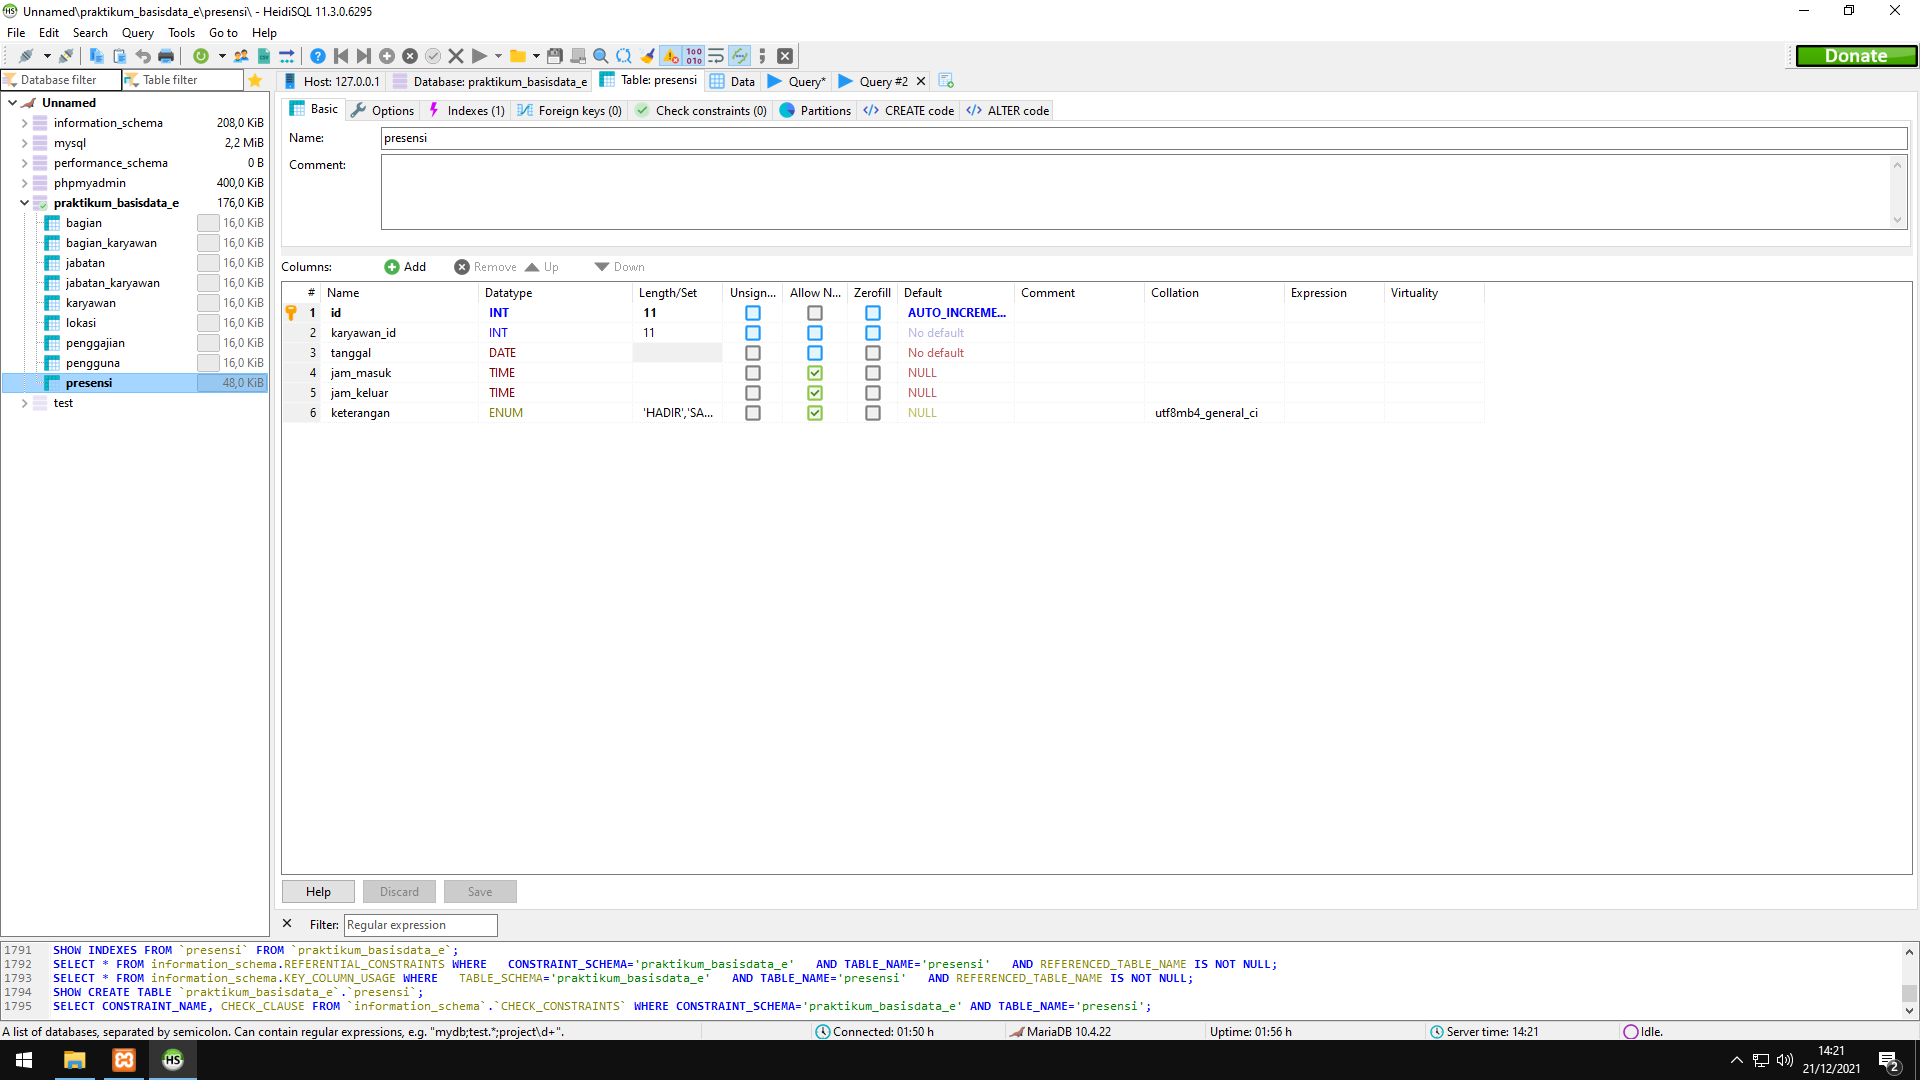 Unnamed\praktikum_basisdata_e\presensi\ - HeidiSQL 11.3.0.6295
File Edit Search Query Tools Go to Help
Donate
Database filter Table filter
Host: 127.0.0.1 Database: praktikum_basisdata_e Table: presensi Data Query* Query #2
Basic Options Indexes (1) Foreign keys (0) Check constraints (0) Partitions CREATE code ALTER code
Name: presensi
Comment:
Unnamed
information_schema 208,0 KiB
mysql 2,2 MiB
performance_schema 0 B
phpmyadmin 400,0 KiB
praktikum_basisdata_e 176,0 KiB
bagian 16,0 KiB
bagian_karyawan 16,0 KiB
jabatan 16,0 KiB
jabatan_karyawan 16,0 KiB
karyawan 16,0 KiB
lokasi 16,0 KiB
penggajian 16,0 KiB
pengguna 16,0 KiB
presensi 48,0 KiB
test
Columns: Add Remove Up Down
# Name Datatype Length/Set Unsign... Allow N... Zerofill Default Comment Collation Expression Virtuality
1 id INT 11 AUTO_INCREME...
2 karyawan_id INT 11 No default
3 tanggal DATE No default
4 jam_masuk TIME NULL
5 jam_keluar TIME NULL
6 keterangan ENUM 'HADIR','SA... NULL utf8mb4_general_ci
Help Discard Save
Filter: Regular expression
1791 SHOW INDEXES FROM `presensi` FROM `praktikum_basisdata_e`;
1792 SELECT * FROM information_schema.REFERENTIAL_CONSTRAINTS WHERE CONSTRAINT_SCHEMA='praktikum_basisdata_e' AND TABLE_NAME='presensi' AND REFERENCED_TABLE_NAME IS NOT NULL;
1793 SELECT * FROM information_schema.KEY_COLUMN_USAGE WHERE TABLE_SCHEMA='praktikum_basisdata_e' AND TABLE_NAME='presensi' AND REFERENCED_TABLE_NAME IS NOT NULL;
1794 SHOW CREATE TABLE `praktikum_basisdata_e`.`presensi`;
1795 SELECT CONSTRAINT_NAME, CHECK_CLAUSE FROM `information_schema`.`CHECK_CONSTRAINTS` WHERE CONSTRAINT_SCHEMA='praktikum_basisdata_e' AND TABLE_NAME='presensi';
A list of databases, separated by semicolon. Can contain regular expressions, e.g. "mydb;test.*;project\d+". Connected: 01:50 h MariaDB 10.4.22 Uptime: 01:56 h Server time: 14:21 Idle.
HS
14:21
21/12/2021
2